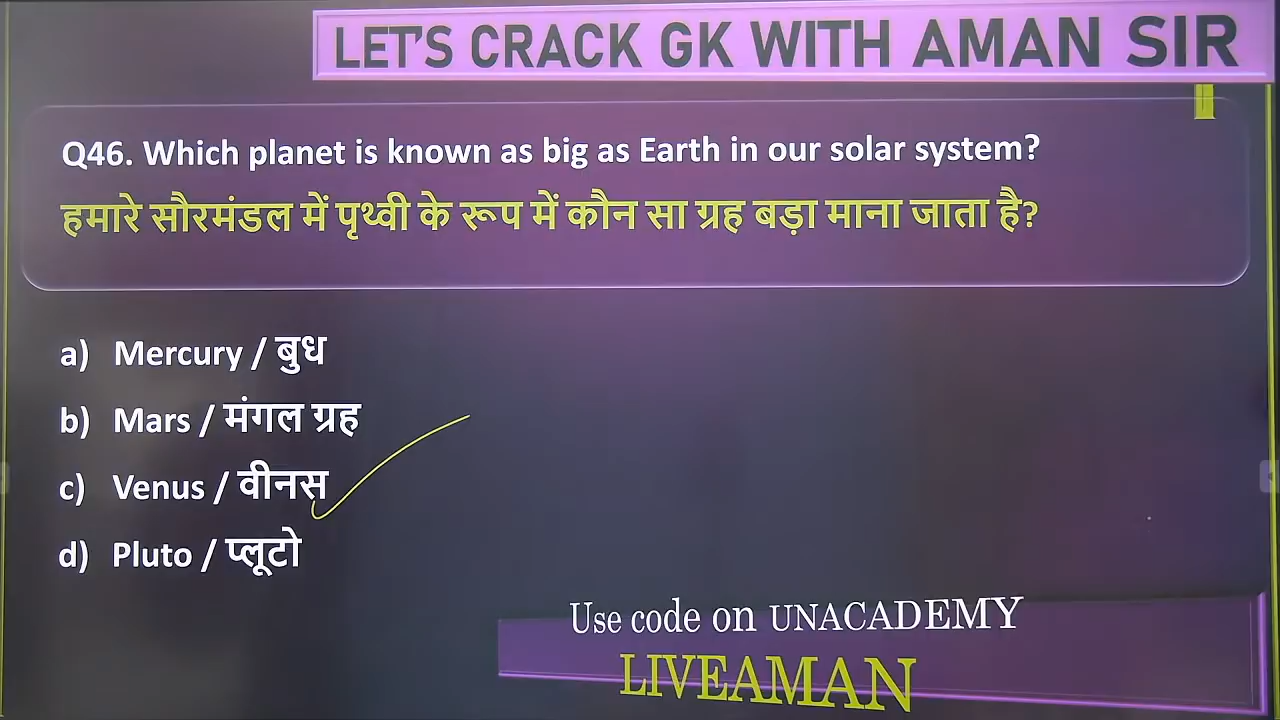 LET'S CRACK GK WITH AMAN SIR
Q46. Which planet is known as big as Earth in our solar system?
हमारे सौरमंडल में पृथ्वी के रूप में कौन सा ग्रह बड़ा माना जाता है?
a) Mercury / बुध
b) Mars / मंगल ग्रह
c) Venus / वीनस
d) Pluto / प्लूटो
Use code on UNACADEMY
LIVEAMAN